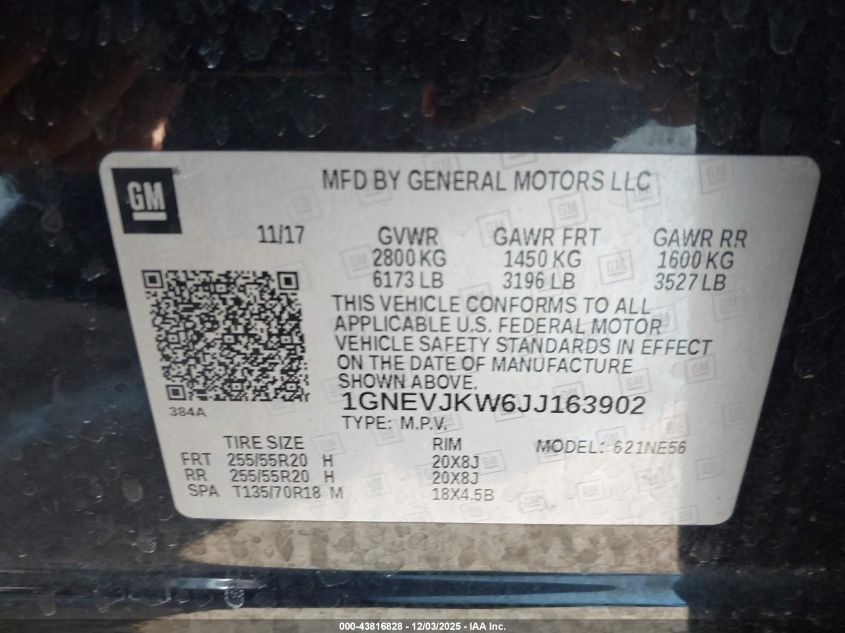 GM
MFD BY GENERAL MOTORS LLC
11/17 GVWR GAWR FRT GAWR RR
2800 KG 1450 KG 1600 KG
6173 LB 3196 LB 3527 LB
THIS VEHICLE CONFORMS TO ALL
APPLICABLE U.S. FEDERAL MOTOR
VEHICLE SAFETY STANDARDS IN EFFECT
ON THE DATE OF MANUFACTURE
SHOWN ABOVE.
384A
1GNEVJKW6JJ163902
TYPE: M.P.V.
TIRE SIZE RIM MODEL: 621NE56
FRT 255/55R20 H 20X8J
RR 255/55R20 H 20X8J
SPA T135/70R18 M 18X4.5B
000-43816828 - 12/03/2025 - IAA Inc.